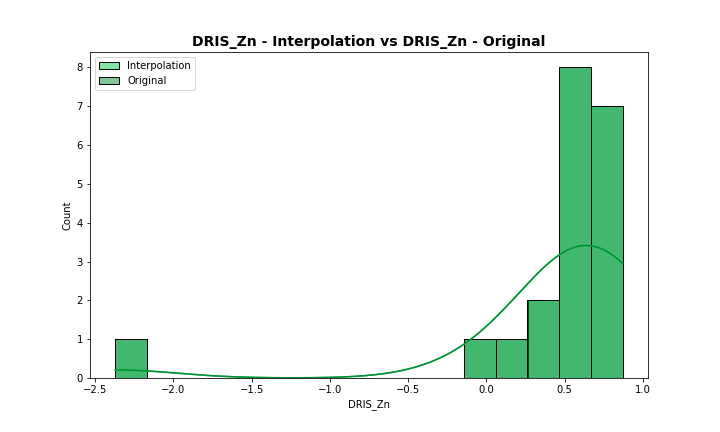 DRIS_Zn - Interpolation vs DRIS_Zn - Original
Interpolation
Original
8
7
6
5
4
3
2
1
0
Count
−2.5 −2.0 −1.5 −1.0 −0.5 0.0 0.5 1.0
DRIS_Zn